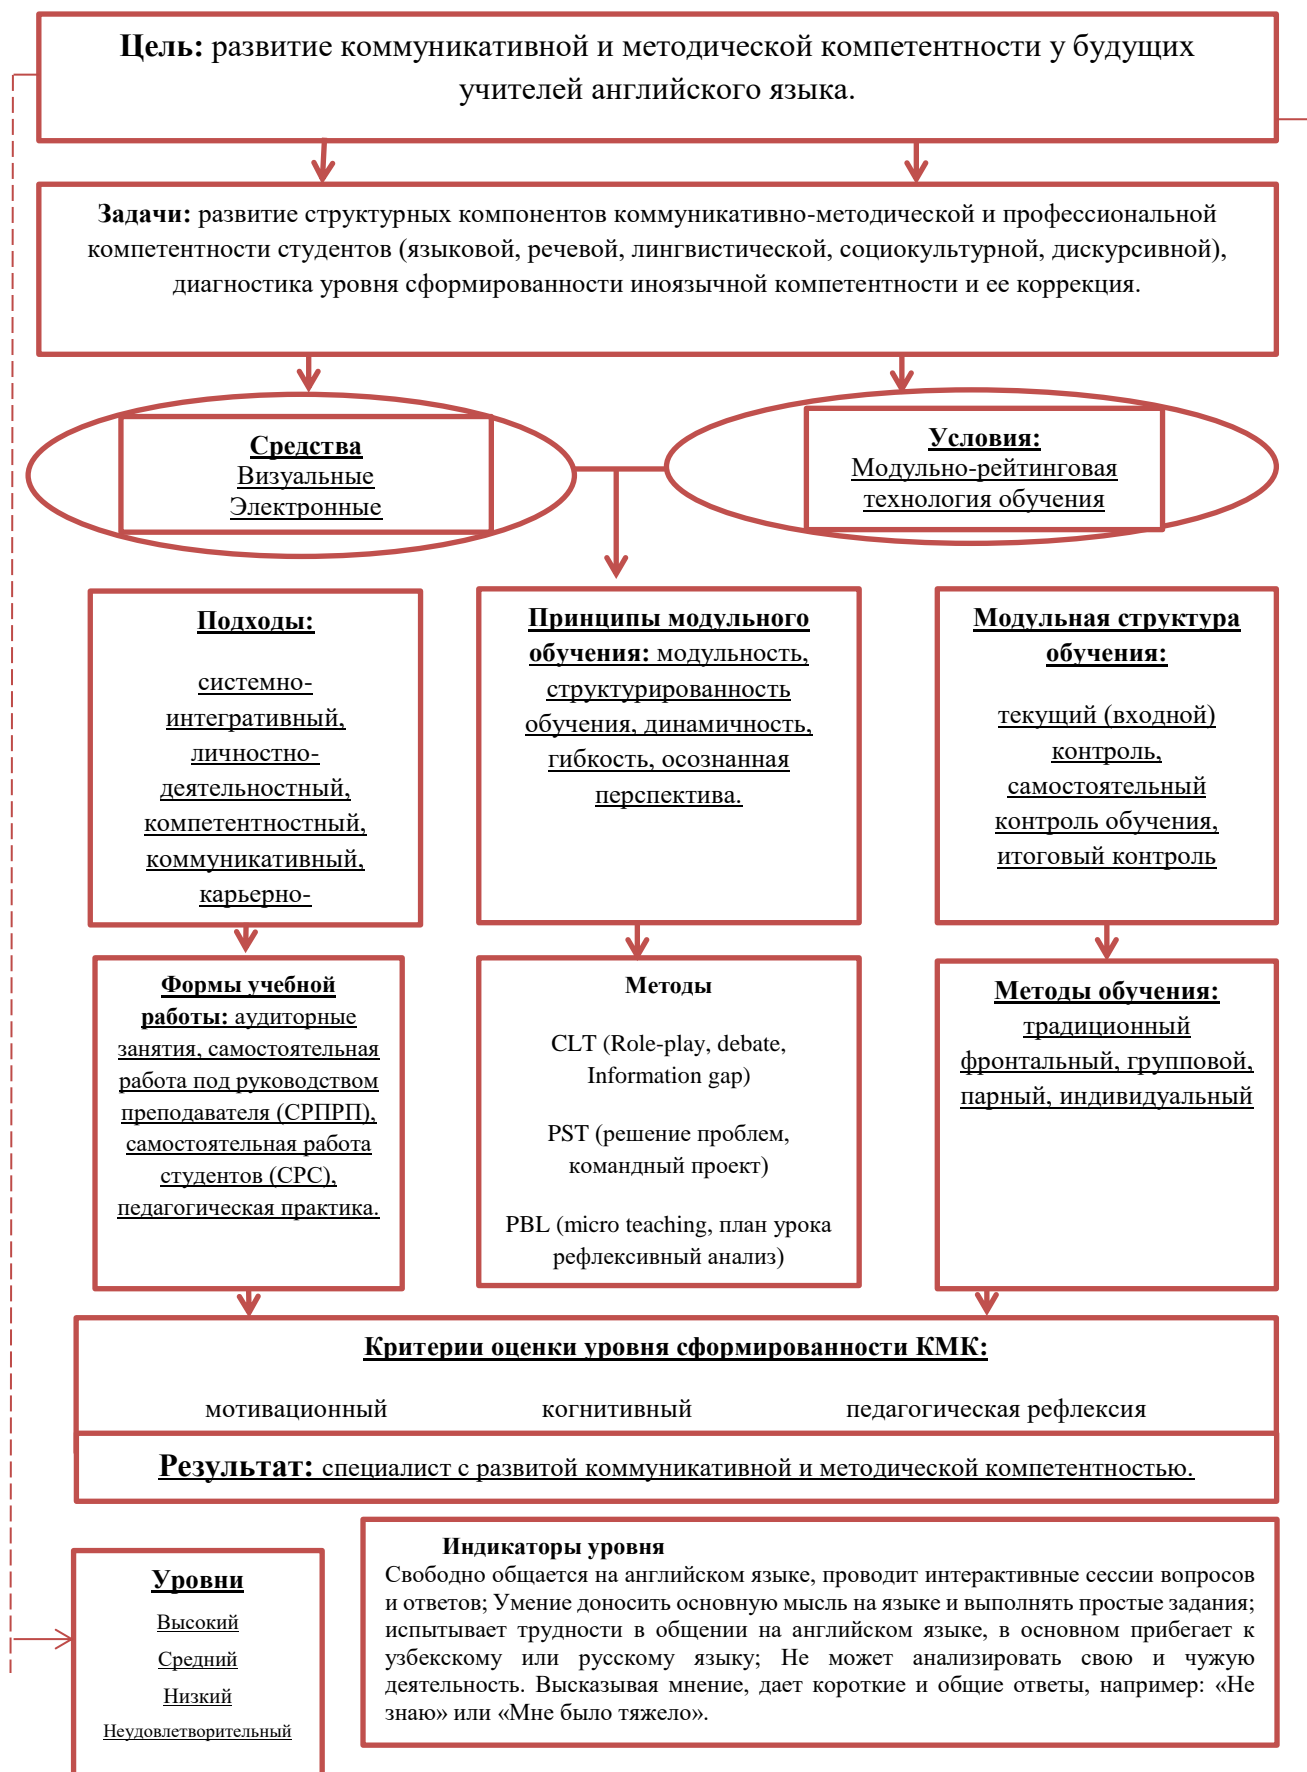 Цель: развитие коммуникативной и методической компетентности у будущих
учителей английского языка.
Задачи: развитие структурных компонентов коммуникативно-методической и профессиональной
компетентности студентов (языковой, речевой, лингвистической, социокультурной, дискурсивной),
диагностика уровня сформированности иноязычной компетентности и ее коррекция.
Средства
Визуальные
Электронные
Условия:
Модульно-рейтинговая
технология обучения
Подходы:
системно-
интегративный,
личностно-
деятельностный,
компетентностный,
коммуникативный,
карьерно-
Принципы модульного
обучения: модульность,
структурированность
обучения, динамичность,
гибкость, осознанная
перспектива.
Модульная структура
обучения:
текущий (входной)
контроль,
самостоятельный
контроль обучения,
итоговый контроль
Формы учебной
работы: аудиторные
занятия, самостоятельная
работа под руководством
преподавателя (СРПРП),
самостоятельная работа
студентов (СРС),
педагогическая практика.
Методы
CLT (Role-play, debate,
Information gap)
PST (решение проблем,
командный проект)
PBL (micro teaching, план урока
рефлексивный анализ)
Методы обучения:
традиционный
фронтальный, групповой,
парный, индивидуальный
Критерии оценки уровня сформированности КМК:
мотивационный когнитивный педагогическая рефлексия
Результат: специалист с развитой коммуникативной и методической компетентностью.
Уровни
Высокий
Средний
Низкий
Неудовлетворительный
Индикаторы уровня
Свободно общается на английском языке, проводит интерактивные сессии вопросов
и ответов; Умение доносить основную мысль на языке и выполнять простые задания;
испытывает трудности в общении на английском языке, в основном прибегает к
узбекскому или русскому языку; Не может анализировать свою и чужую
деятельность. Высказывая мнение, дает короткие и общие ответы, например: «Не
знаю» или «Мне было тяжело».